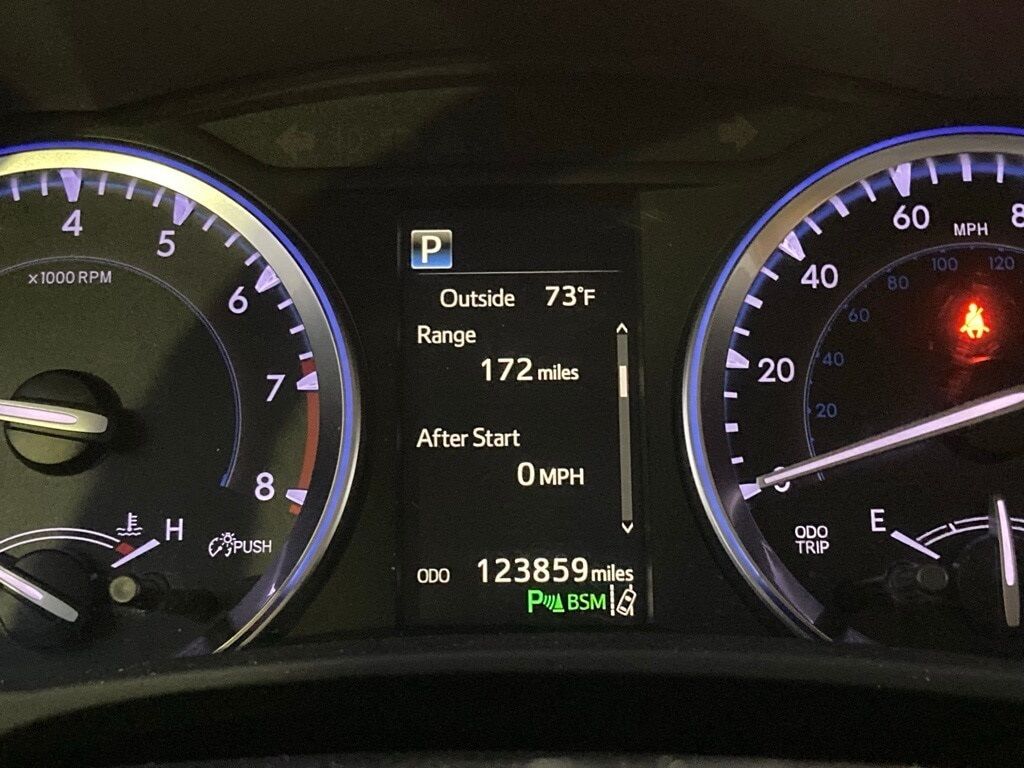 4
5
6
7
8
x1000 RPM
H
PUSH
P
Outside 73°F
Range
172 miles
After Start
0 MPH
ODO 123859 miles
P BSM
60
MPH
40
20
100
120
80
60
40
20
ODO
TRIP
E